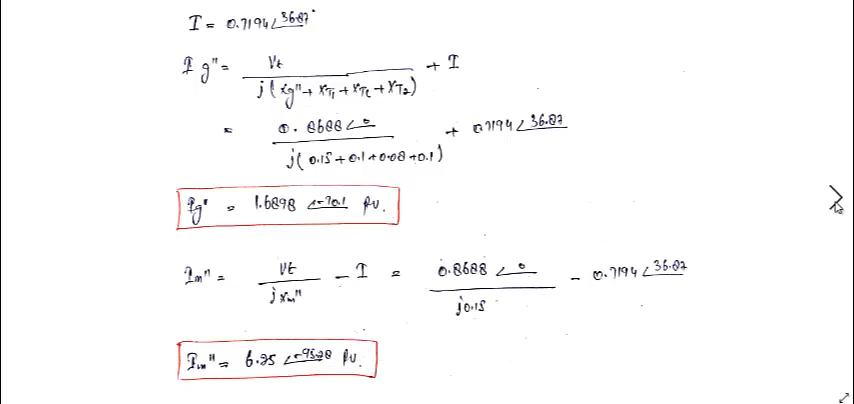 I = 0.7194∠36.87°
Ig" = Vt / j(xg"+xT1+xTL+xT2) + I
= 0.8688∠0 / j(0.15+0.1+0.08+0.1) + 0.7194∠36.87
Ig" = 1.6898∠-70.1 pu.
Im" = Vt / jxm" - I = 0.8688∠0 / j0.15 - 0.7194∠36.87
Im" = 6.25∠-95.28 pu.